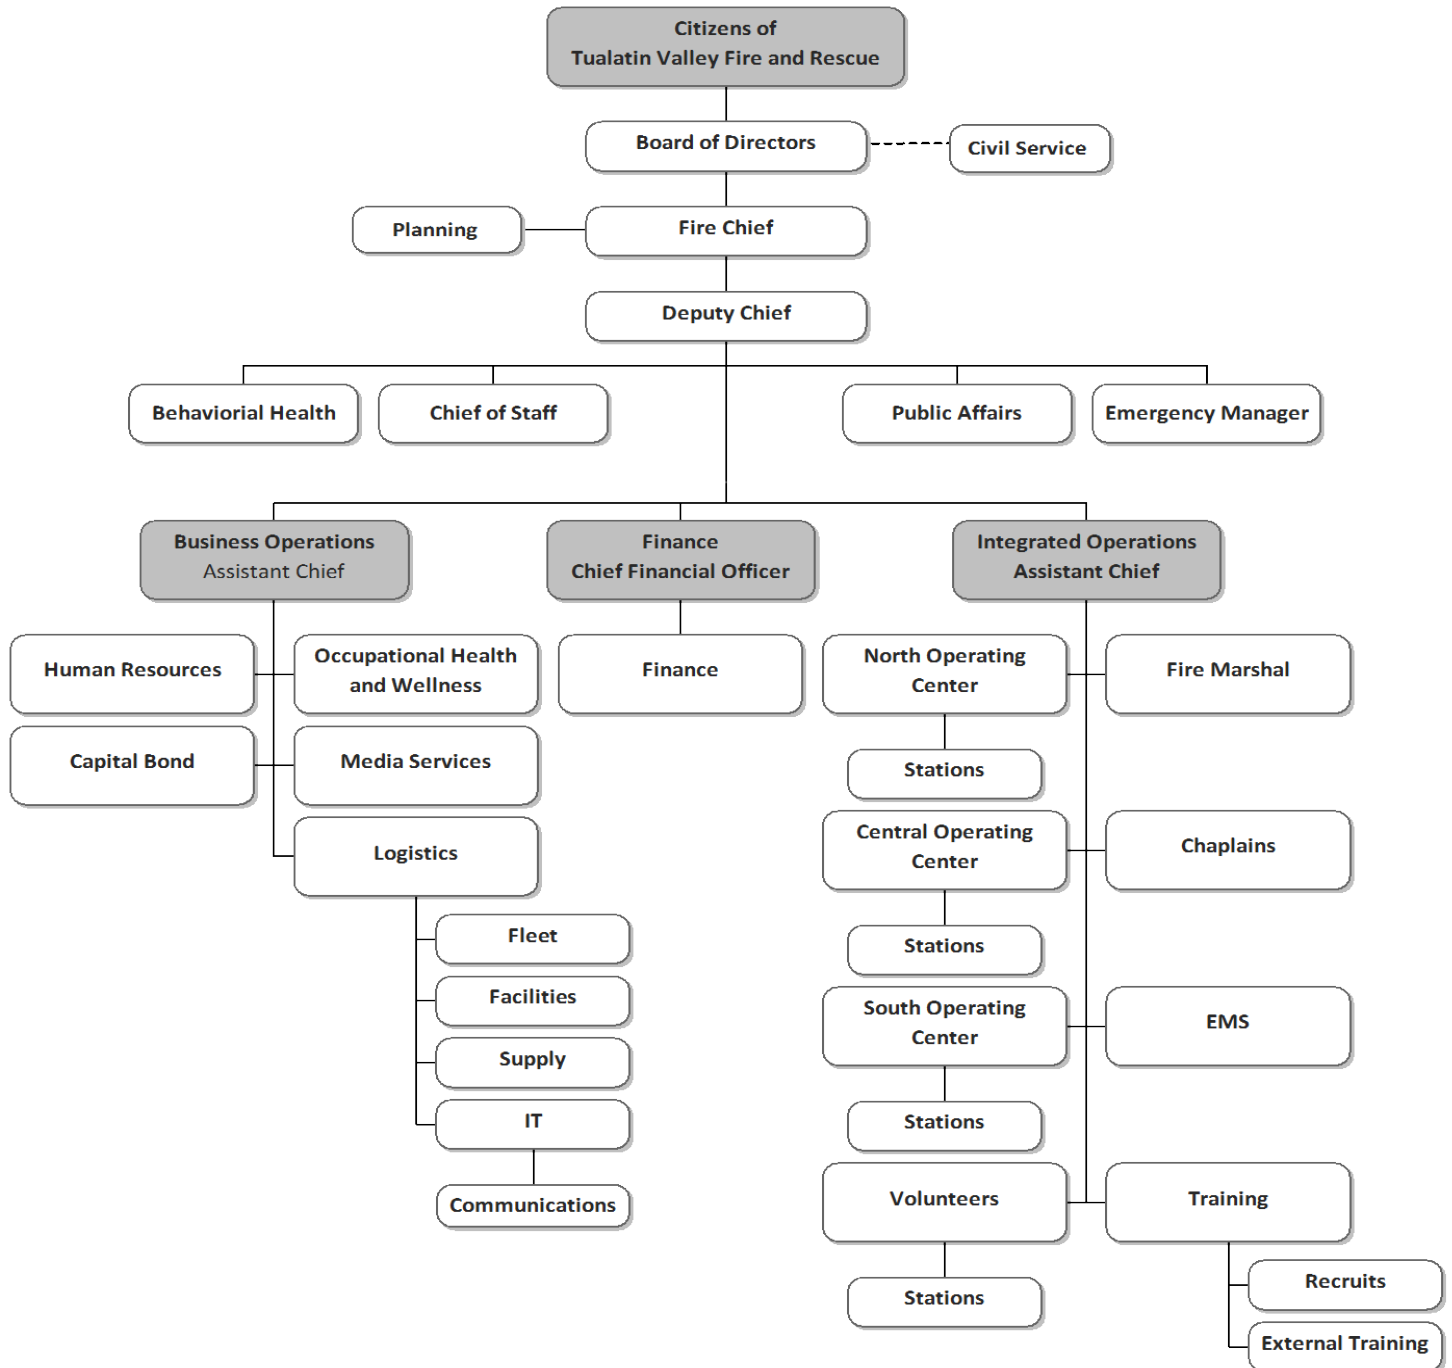 Citizens of
Tualatin Valley Fire and Rescue
Board of Directors
Civil Service
Planning
Fire Chief
Deputy Chief
Behaviorial Health
Chief of Staff
Public Affairs
Emergency Manager
Business Operations
Assistant Chief
Finance
Chief Financial Officer
Integrated Operations
Assistant Chief
Human Resources
Occupational Health
and Wellness
Capital Bond
Media Services
Logistics
Fleet
Facilities
Supply
IT
Communications
Finance
North Operating
Center
Fire Marshal
Stations
Central Operating
Center
Chaplains
Stations
South Operating
Center
EMS
Stations
Volunteers
Training
Stations
Recruits
External Training